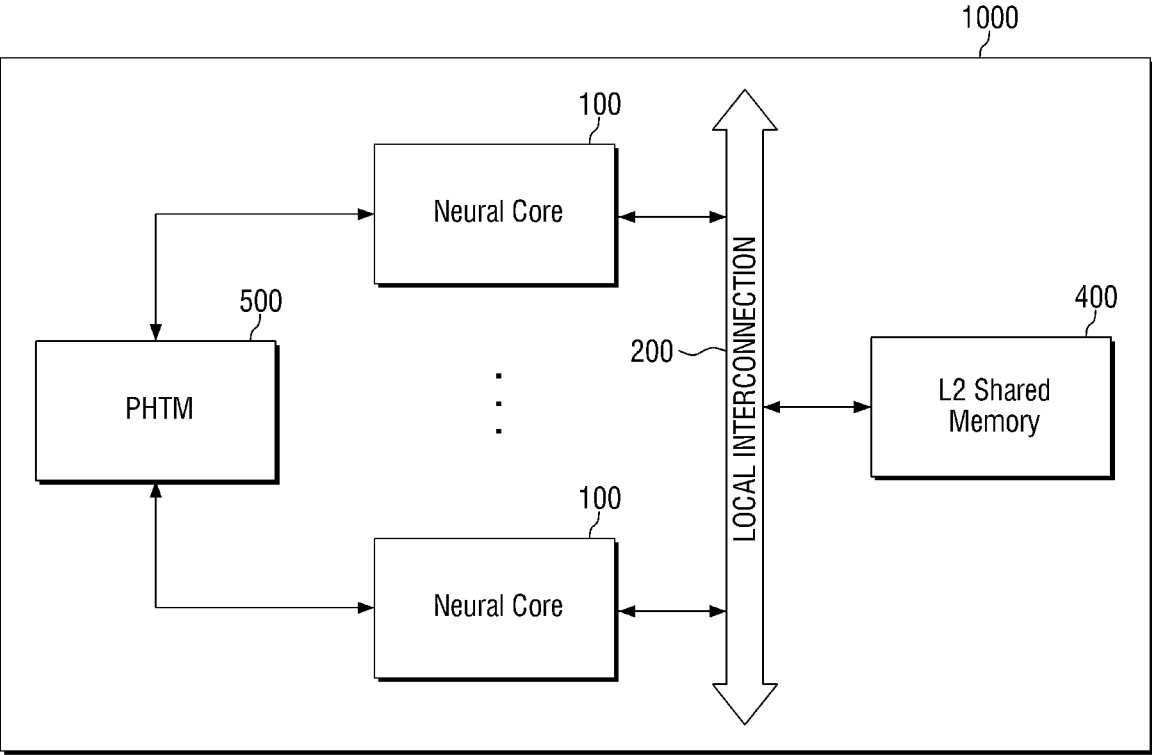 1000
100
Neural Core
500
PHTM
200
LOCAL INTERCONNECTION
400
L2 Shared
Memory
100
Neural Core